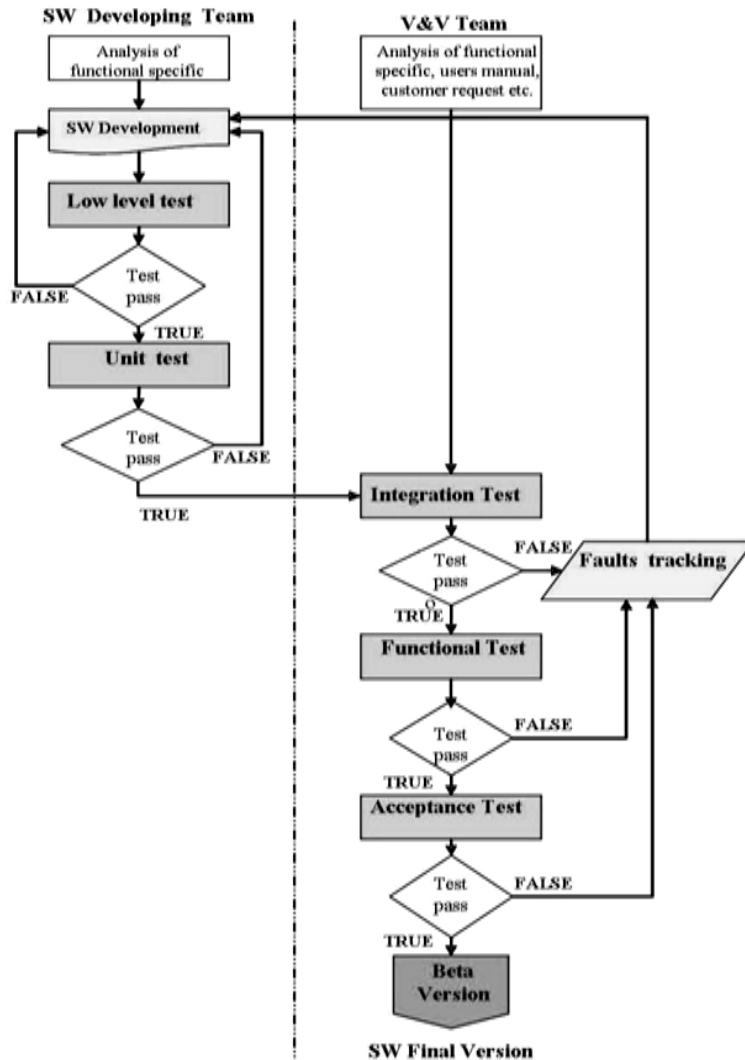 SW Developing Team
V&V Team
Analysis of
functional specific
Analysis of functional
specific, users manual,
customer request etc.
SW Development
Low level test
Test
pass
FALSE
TRUE
Unit test
Test
pass
FALSE
TRUE
Integration Test
Test
pass
FALSE
Faults tracking
TRUE
Functional Test
Test
pass
FALSE
TRUE
Acceptance Test
Test
pass
FALSE
TRUE
Beta
Version
SW Final Version